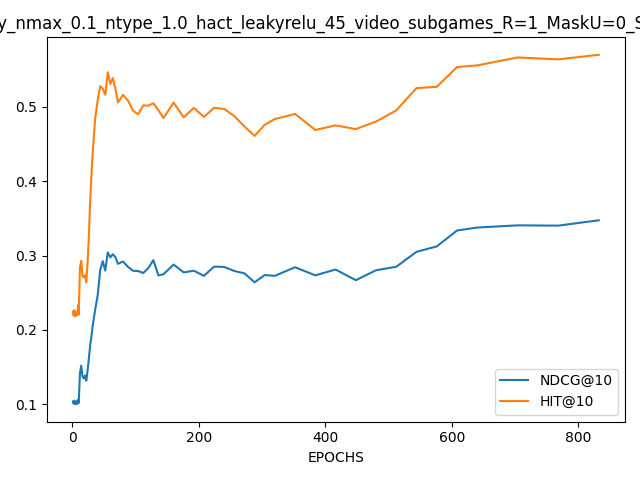 y_nmax_0.1_ntype_1.0_hact_leakyrelu_45_video_subgames_R=1_MaskU=0_S
0.5
0.4
0.3
0.2
0.1
NDCG@10
HIT@10
0 200 400 600 800
EPOCHS